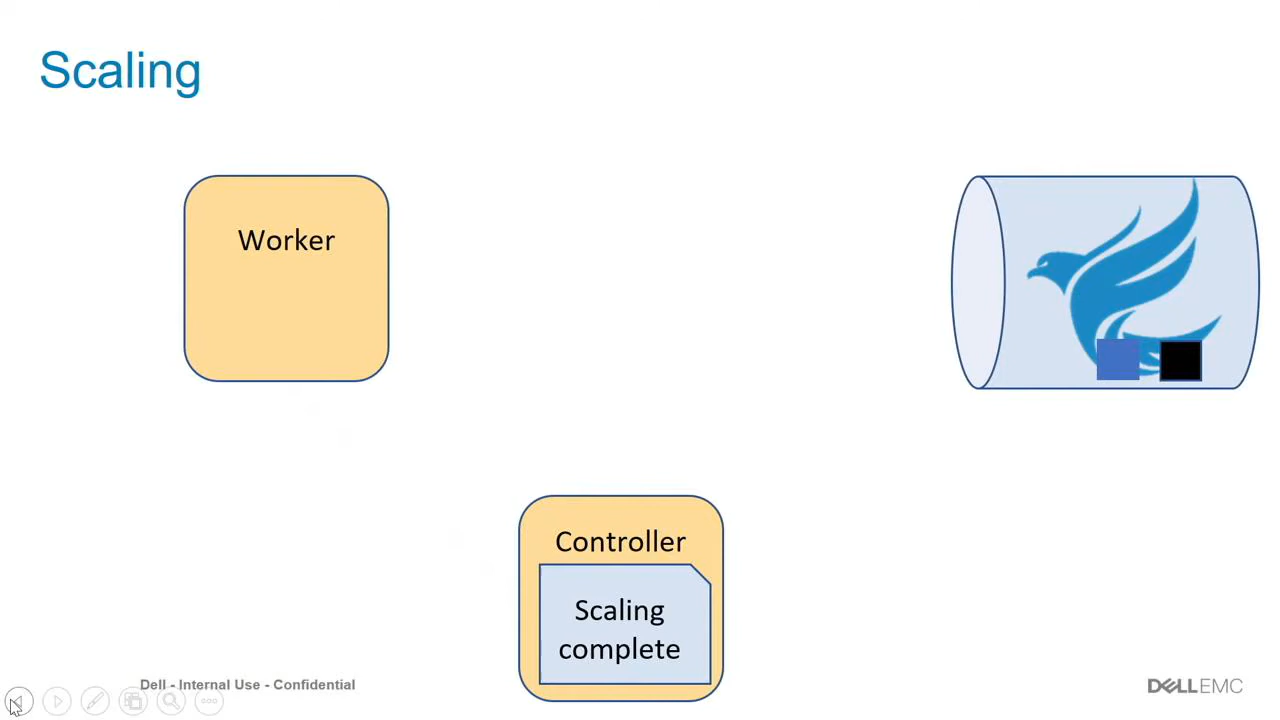 Scaling
Worker
Controller
Scaling
complete
Dell - Internal Use - Confidential
DELLEMC